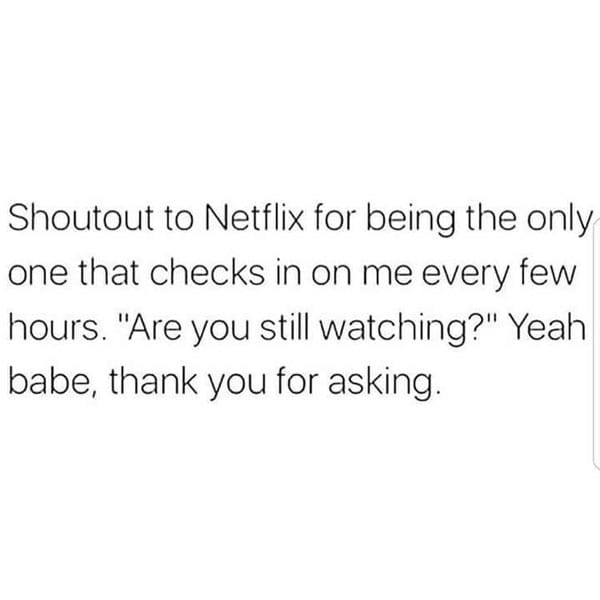 Shoutout to Netflix for being the only
one that checks in on me every few
hours. "Are you still watching?" Yeah
babe, thank you for asking.